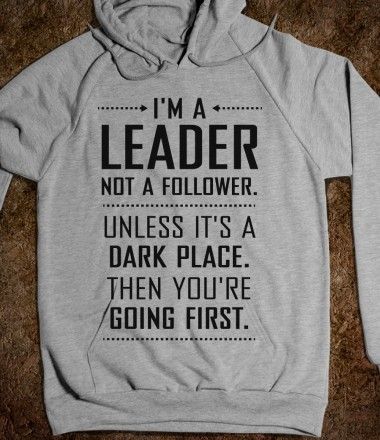 I'M A
LEADER
NOT A FOLLOWER.
UNLESS IT'S A
DARK PLACE.
THEN YOU'RE
GOING FIRST.